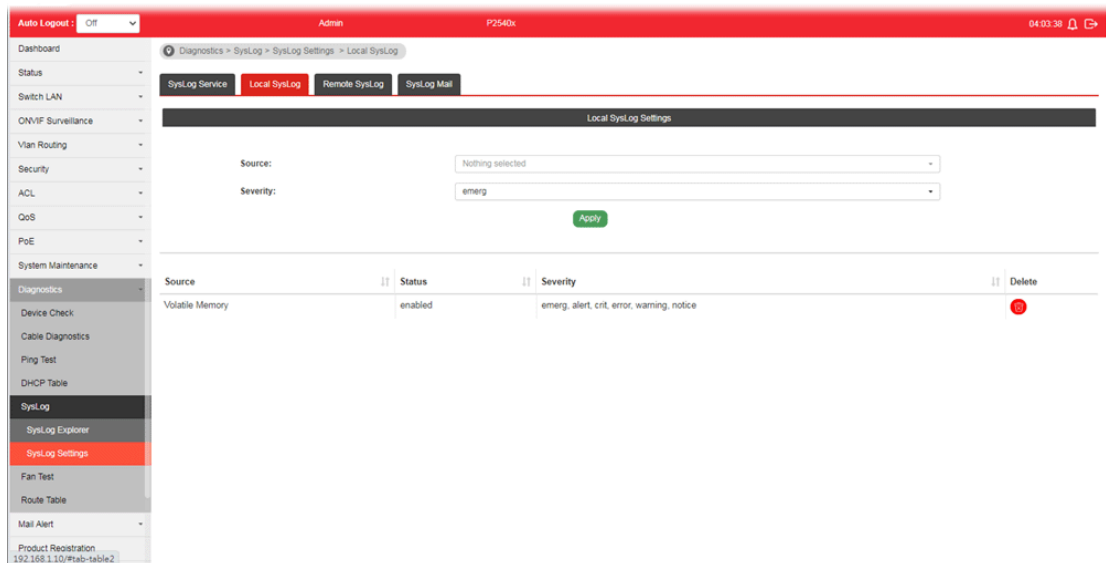 Auto Logout : Off Admin P2540x 04:03:38
Dashboard
Status
Switch LAN
ONVIF Surveillance
Vlan Routing
Security
ACL
QoS
PoE
System Maintenance
Diagnostics
Device Check
Cable Diagnostics
Ping Test
DHCP Table
SysLog
SysLog Explorer
SysLog Settings
Fan Test
Route Table
Mail Alert
Product Registration
192.168.1.10/#tab-table2
Diagnostics > SysLog > SysLog Settings > Local SysLog
SysLog Service Local SysLog Remote SysLog SysLog Mail
Local SysLog Settings
Source: Nothing selected
Severity: emerg
Apply
Source Status Severity Delete
Volatile Memory enabled emerg, alert, crit, error, warning, notice